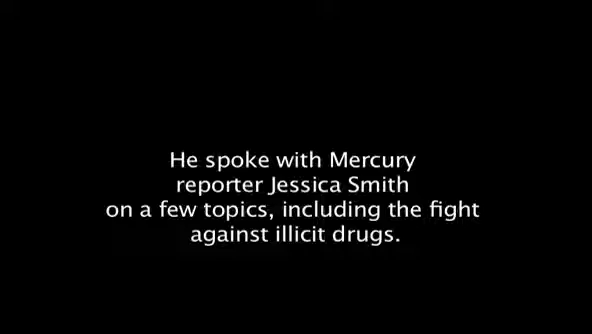 He spoke with Mercury
reporter Jessica Smith
on a few topics, including the fight
against illicit drugs.